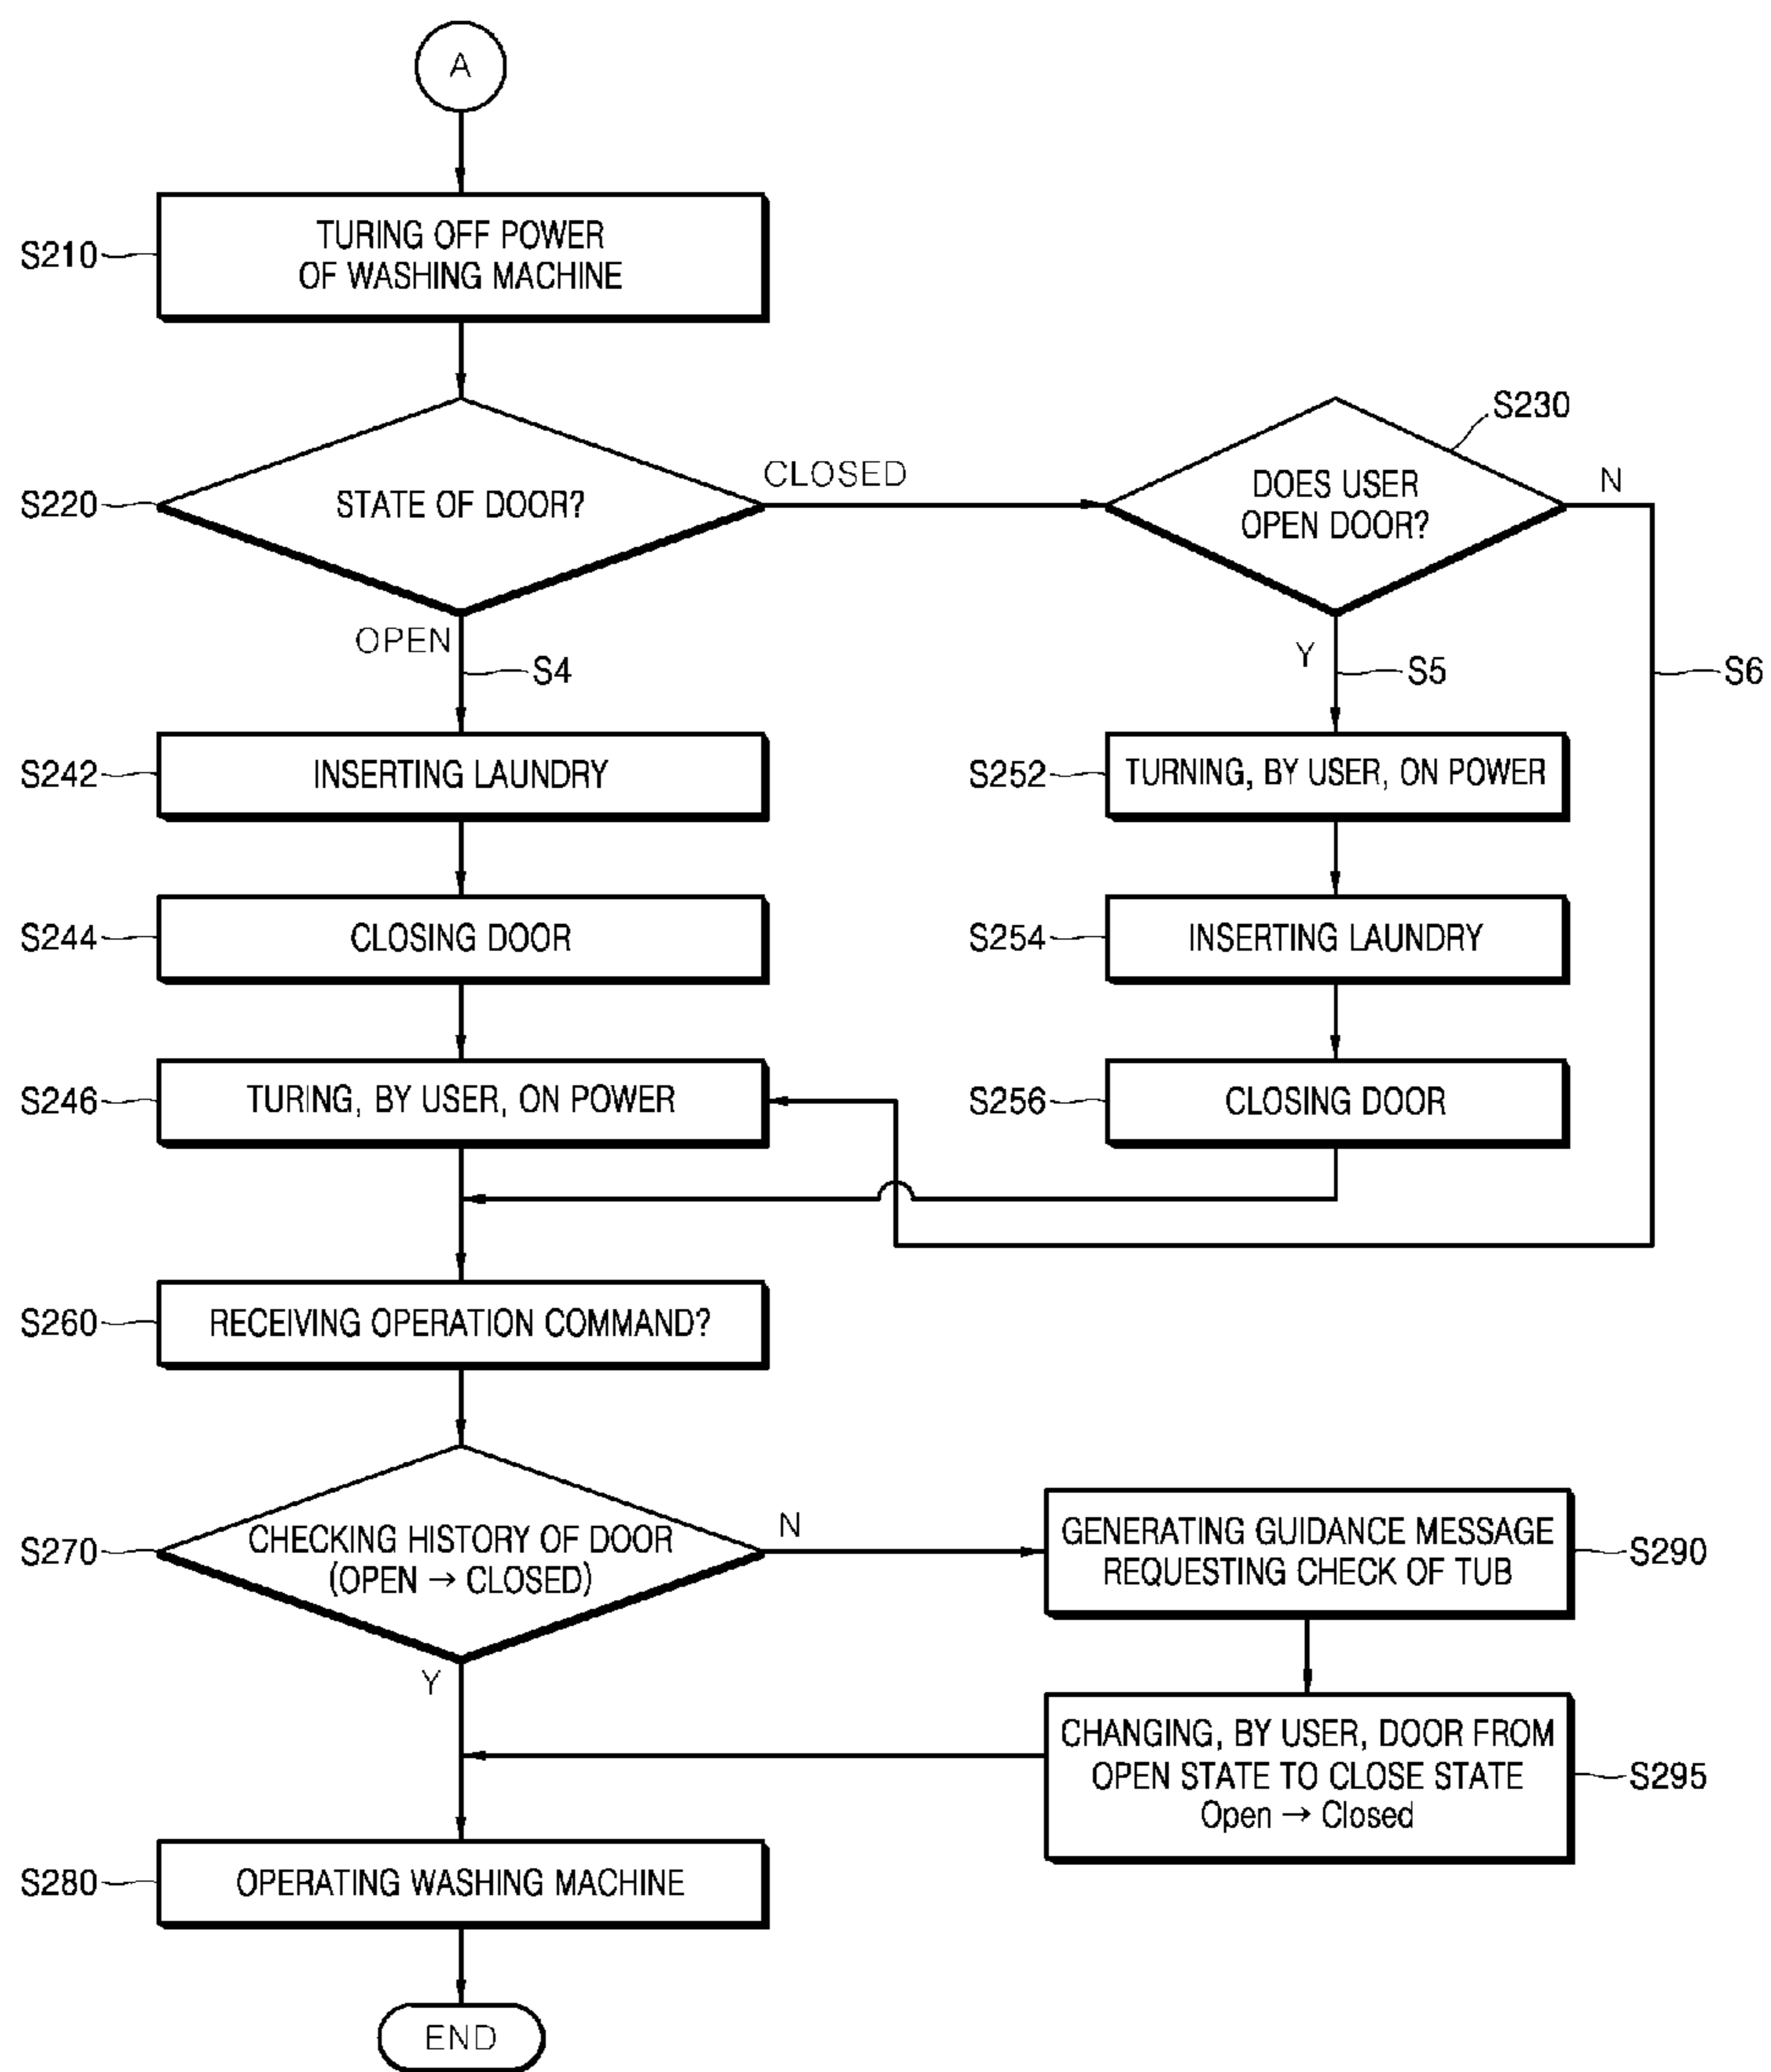 A
S210
TURING OFF POWER
OF WASHING MACHINE
S220
STATE OF DOOR?
CLOSED
S230
DOES USER
OPEN DOOR?
N
OPEN
S4
Y
S5
S6
S242
INSERTING LAUNDRY
S252
TURNING, BY USER, ON POWER
S244
CLOSING DOOR
S254
INSERTING LAUNDRY
S246
TURING, BY USER, ON POWER
S256
CLOSING DOOR
S260
RECEIVING OPERATION COMMAND?
S270
CHECKING HISTORY OF DOOR
(OPEN → CLOSED)
N
GENERATING GUIDANCE MESSAGE
REQUESTING CHECK OF TUB
S290
Y
CHANGING, BY USER, DOOR FROM
OPEN STATE TO CLOSE STATE
Open → Closed
S295
S280
OPERATING WASHING MACHINE
END